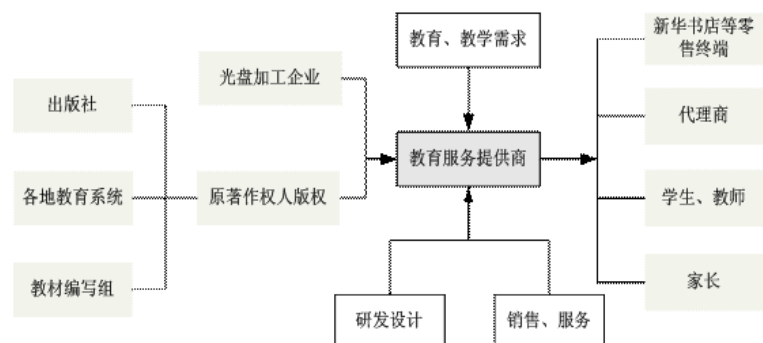 教育、教学需求
新华书店等零
售终端
光盘加工企业
出版社
代理商
教育服务提供商
各地教育系统
原著作权人版权
学生、教师
教材编写组
家长
研发设计
销售、服务